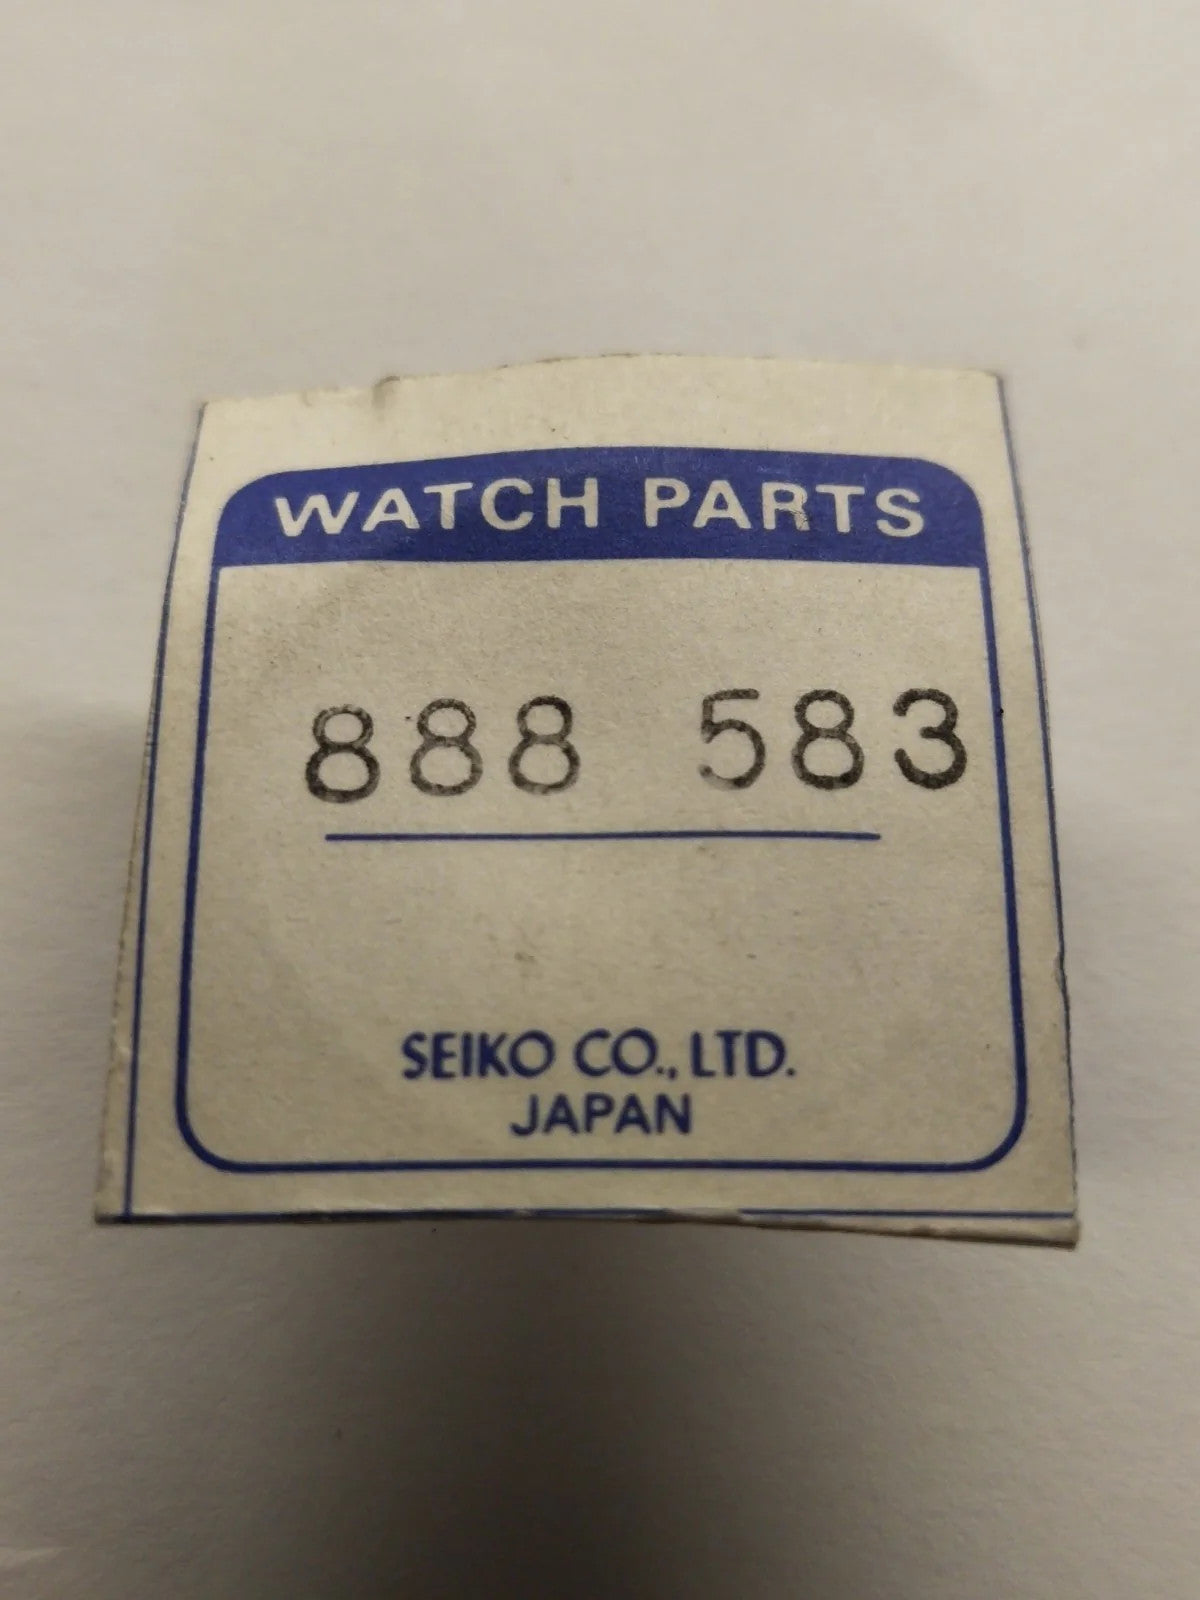 WATCH PARTS
888 583
SEIKO CO., LTD.
JAPAN